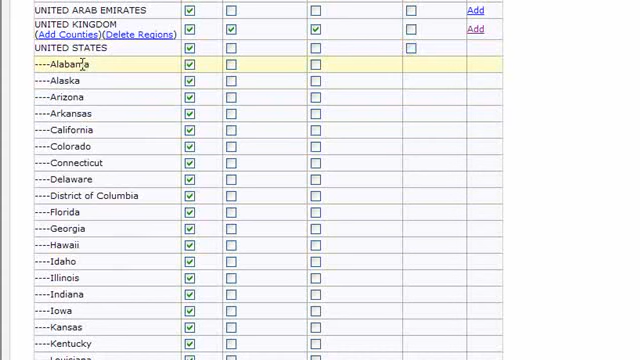 UNITED ARAB EMIRATES Add
UNITED KINGDOM
(Add Counties)(Delete Regions) Add
UNITED STATES
----Alabama
----Alaska
----Arizona
----Arkansas
----California
----Colorado
----Connecticut
----Delaware
----District of Columbia
----Florida
----Georgia
----Hawaii
----Idaho
----Illinois
----Indiana
----Iowa
----Kansas
----Kentucky
----Louisiana